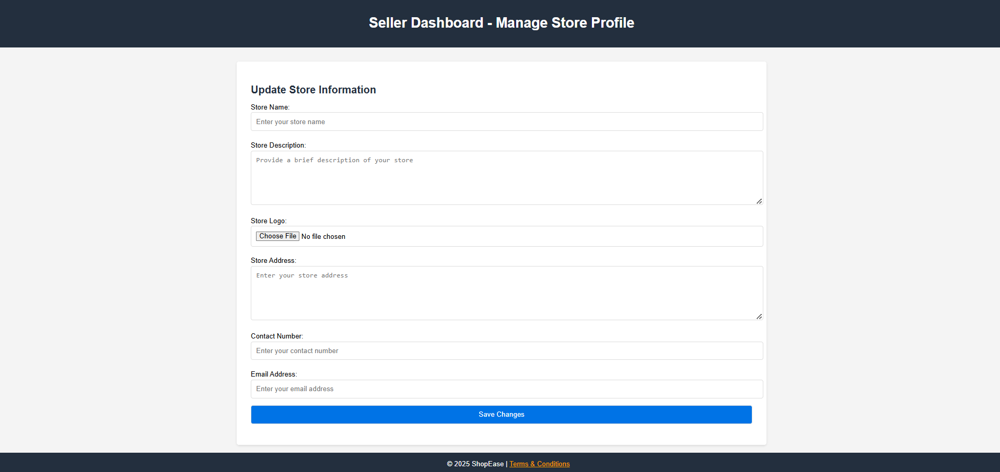 Seller Dashboard - Manage Store Profile
Update Store Information
Store Name:
Enter your store name
Store Description:
Provide a brief description of your store
Store Logo:
Choose File No file chosen
Store Address:
Enter your store address
Contact Number:
Enter your contact number
Email Address:
Enter your email address
Save Changes
© 2025 ShopEase | Terms & Conditions